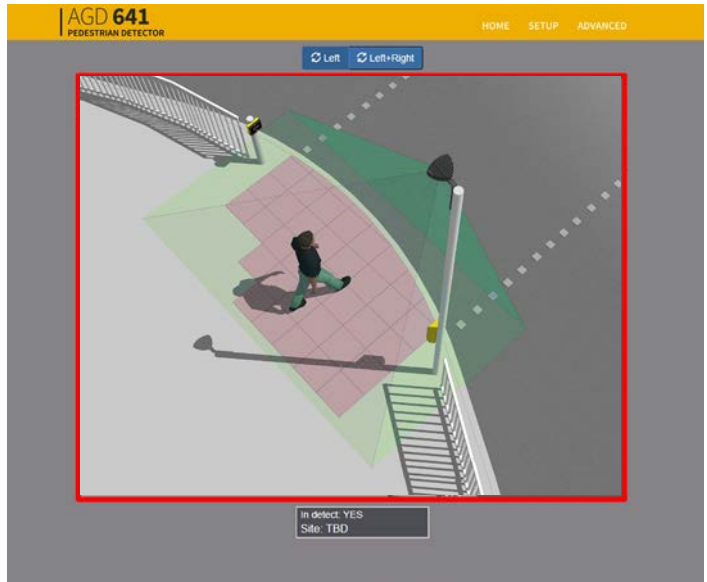 AGD 641
PEDESTRIAN DETECTOR
HOME SETUP ADVANCED
Left Left+Right
In detect: YES
Site: TBD